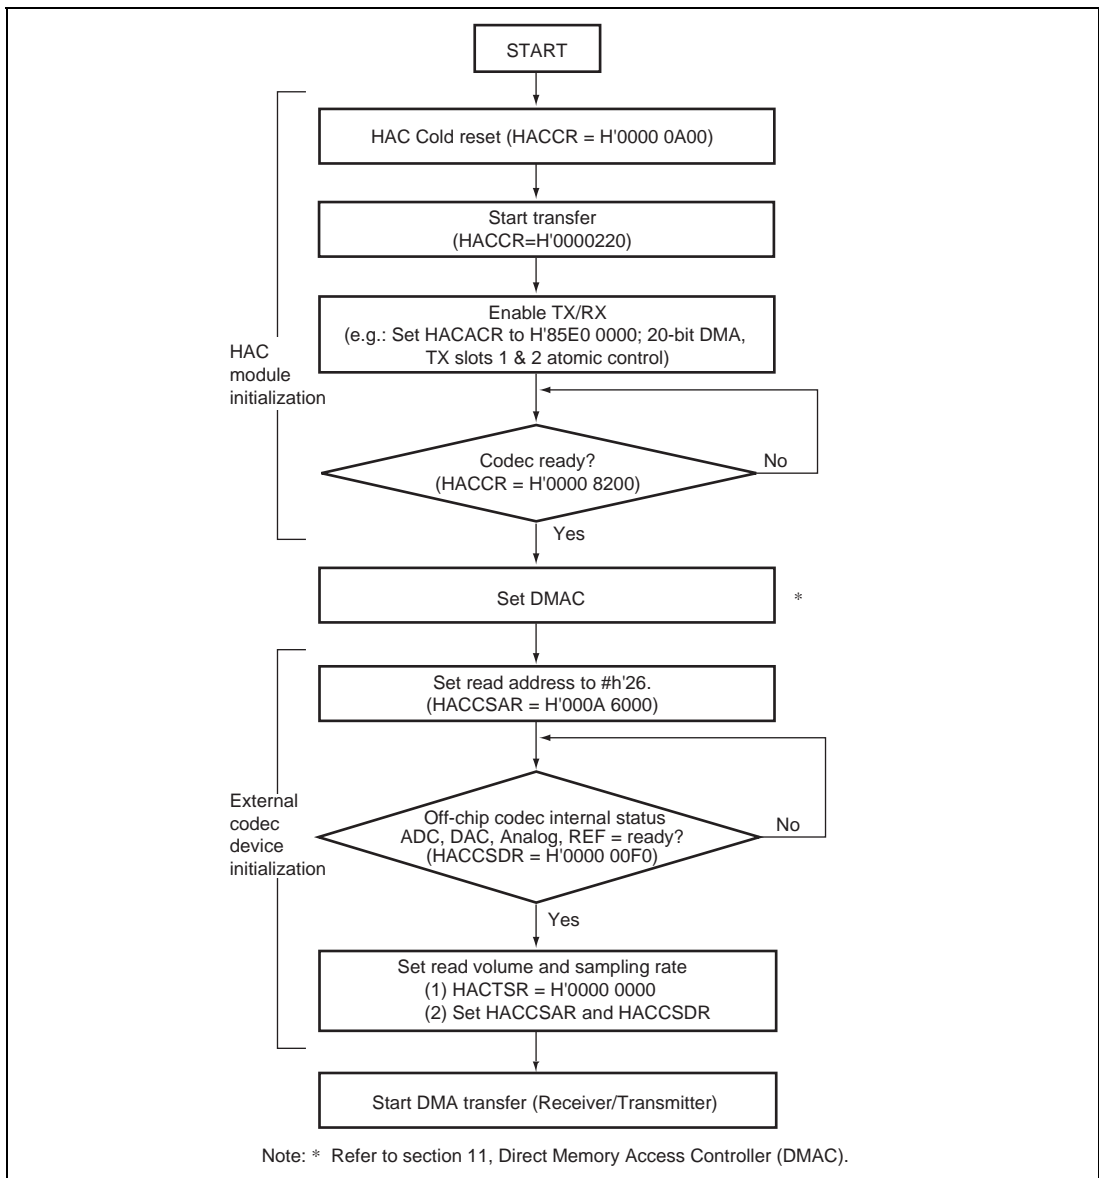 START
HAC Cold reset (HACCR = H'0000 0A00)
Start transfer
(HACCR=H'0000220)
Enable TX/RX
(e.g.: Set HACACR to H'85E0 0000; 20-bit DMA,
TX slots 1 & 2 atomic control)
HAC
module
initialization
Codec ready?
(HACCR = H'0000 8200)
No
Yes
Set DMAC
*
Set read address to #h'26.
(HACCSAR = H'000A 6000)
External
codec
device
initialization
Off-chip codec internal status
ADC, DAC, Analog, REF = ready?
(HACCSDR = H'0000 00F0)
No
Yes
Set read volume and sampling rate
(1) HACTSR = H'0000 0000
(2) Set HACCSAR and HACCSDR
Start DMA transfer (Receiver/Transmitter)
Note: * Refer to section 11, Direct Memory Access Controller (DMAC).